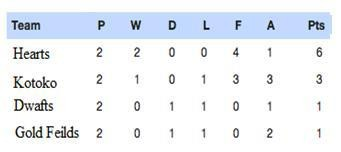 Team P W D L F A Pts
Hearts 2 2 0 0 4 1 6
Kotoko 2 1 0 1 3 3 3
Dwafts 2 0 1 1 0 1 1
Gold Feilds 2 0 1 1 0 2 1